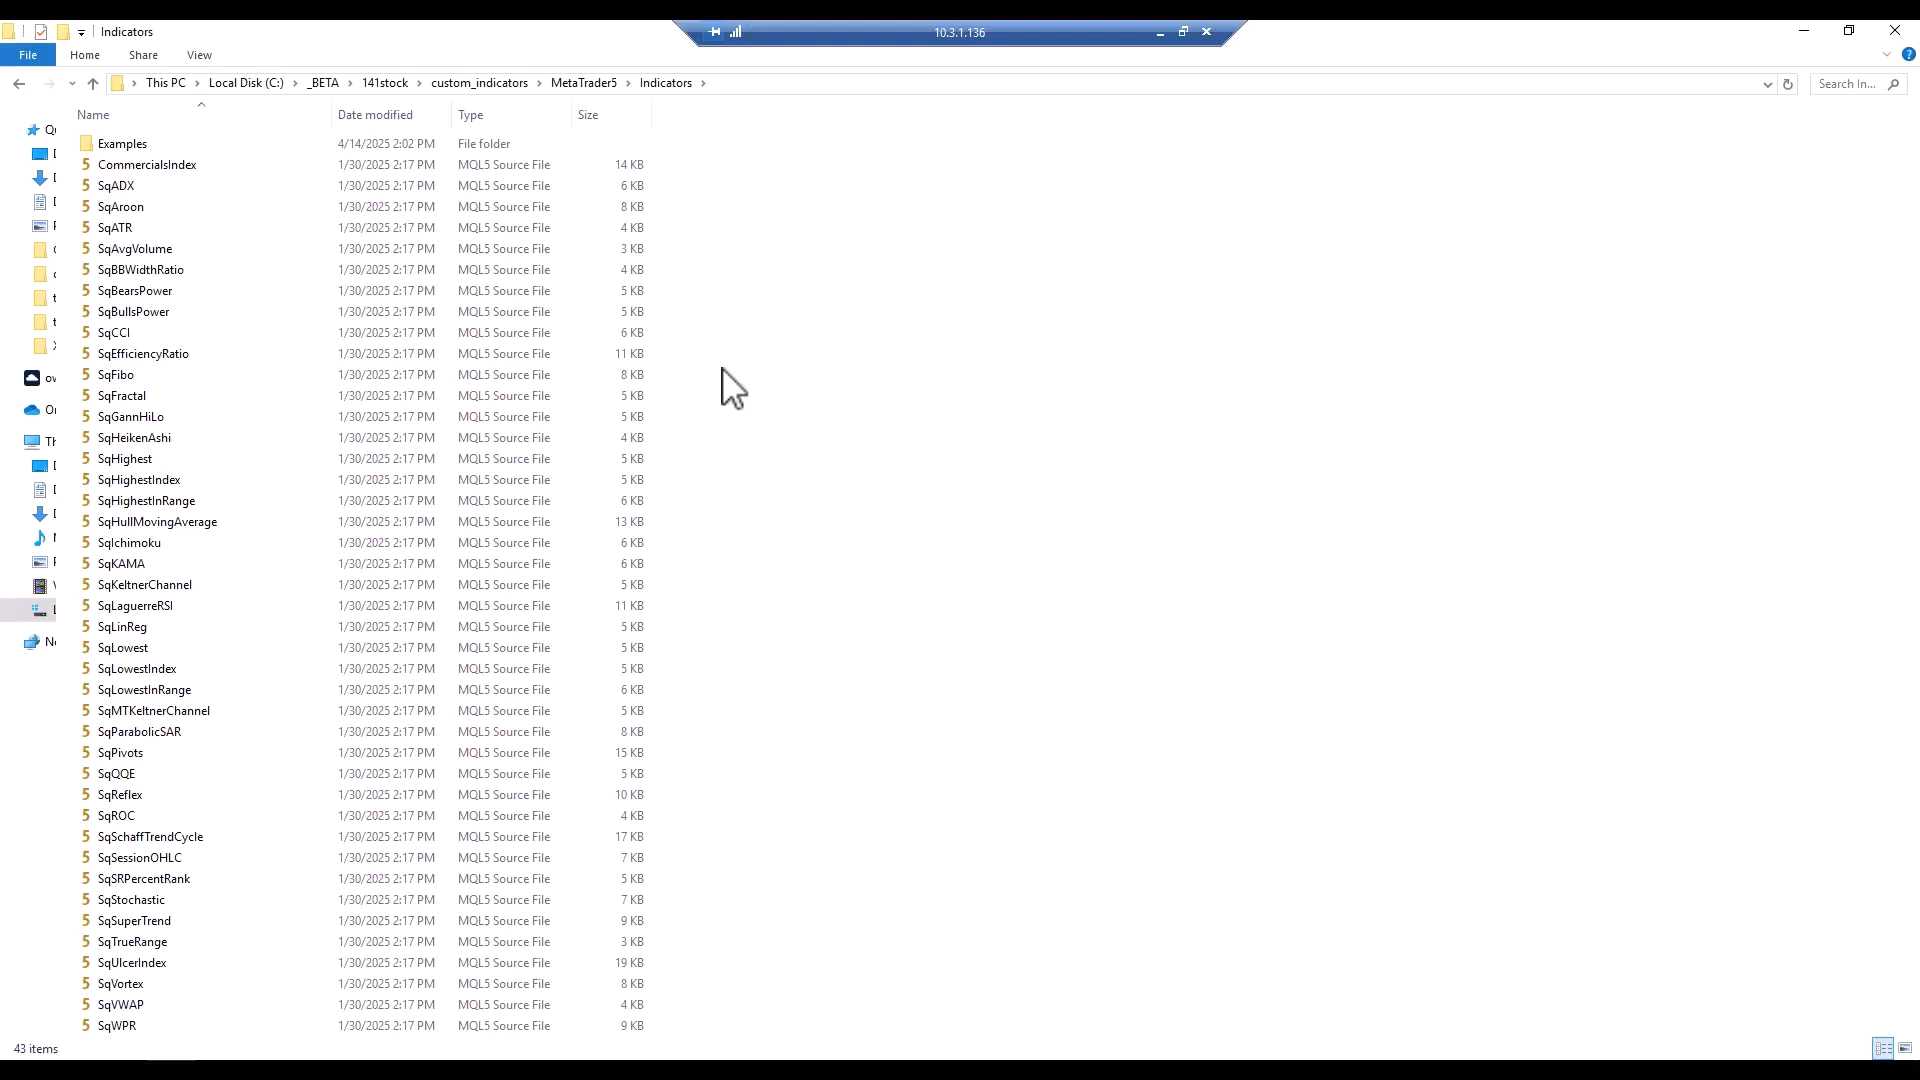 Indicators
10.3.1.136
File Home Share View
This PC > Local Disk (C:) > _BETA > 141stock > custom_indicators > MetaTrader5 > Indicators >
Search In...
Name Date modified Type Size
Examples 4/14/2025 2:02 PM File folder
CommercialsIndex 1/30/2025 2:17 PM MQL5 Source File 14 KB
SqADX 1/30/2025 2:17 PM MQL5 Source File 6 KB
SqAroon 1/30/2025 2:17 PM MQL5 Source File 8 KB
SqATR 1/30/2025 2:17 PM MQL5 Source File 4 KB
SqAvgVolume 1/30/2025 2:17 PM MQL5 Source File 3 KB
SqBBWidthRatio 1/30/2025 2:17 PM MQL5 Source File 4 KB
SqBearsPower 1/30/2025 2:17 PM MQL5 Source File 5 KB
SqBullsPower 1/30/2025 2:17 PM MQL5 Source File 5 KB
SqCCI 1/30/2025 2:17 PM MQL5 Source File 6 KB
SqEfficiencyRatio 1/30/2025 2:17 PM MQL5 Source File 11 KB
SqFibo 1/30/2025 2:17 PM MQL5 Source File 8 KB
SqFractal 1/30/2025 2:17 PM MQL5 Source File 5 KB
SqGannHiLo 1/30/2025 2:17 PM MQL5 Source File 5 KB
SqHeikenAshi 1/30/2025 2:17 PM MQL5 Source File 4 KB
SqHighest 1/30/2025 2:17 PM MQL5 Source File 5 KB
SqHighestIndex 1/30/2025 2:17 PM MQL5 Source File 5 KB
SqHighestInRange 1/30/2025 2:17 PM MQL5 Source File 6 KB
SqHullMovingAverage 1/30/2025 2:17 PM MQL5 Source File 13 KB
SqIchimoku 1/30/2025 2:17 PM MQL5 Source File 6 KB
SqKAMA 1/30/2025 2:17 PM MQL5 Source File 6 KB
SqKeltnerChannel 1/30/2025 2:17 PM MQL5 Source File 5 KB
SqLaguerreRSI 1/30/2025 2:17 PM MQL5 Source File 11 KB
SqLinReg 1/30/2025 2:17 PM MQL5 Source File 5 KB
SqLowest 1/30/2025 2:17 PM MQL5 Source File 5 KB
SqLowestIndex 1/30/2025 2:17 PM MQL5 Source File 5 KB
SqLowestInRange 1/30/2025 2:17 PM MQL5 Source File 6 KB
SqMTKeltnerChannel 1/30/2025 2:17 PM MQL5 Source File 5 KB
SqParabolicSAR 1/30/2025 2:17 PM MQL5 Source File 8 KB
SqPivots 1/30/2025 2:17 PM MQL5 Source File 15 KB
SqQQE 1/30/2025 2:17 PM MQL5 Source File 5 KB
SqReflex 1/30/2025 2:17 PM MQL5 Source File 10 KB
SqROC 1/30/2025 2:17 PM MQL5 Source File 4 KB
SqSchaffTrendCycle 1/30/2025 2:17 PM MQL5 Source File 17 KB
SqSessionOHLC 1/30/2025 2:17 PM MQL5 Source File 7 KB
SqSRPercentRank 1/30/2025 2:17 PM MQL5 Source File 5 KB
SqStochastic 1/30/2025 2:17 PM MQL5 Source File 7 KB
SqSuperTrend 1/30/2025 2:17 PM MQL5 Source File 9 KB
SqTrueRange 1/30/2025 2:17 PM MQL5 Source File 3 KB
SqUlcerIndex 1/30/2025 2:17 PM MQL5 Source File 19 KB
SqVortex 1/30/2025 2:17 PM MQL5 Source File 8 KB
SqVWAP 1/30/2025 2:17 PM MQL5 Source File 4 KB
SqWPR 1/30/2025 2:17 PM MQL5 Source File 9 KB
43 items